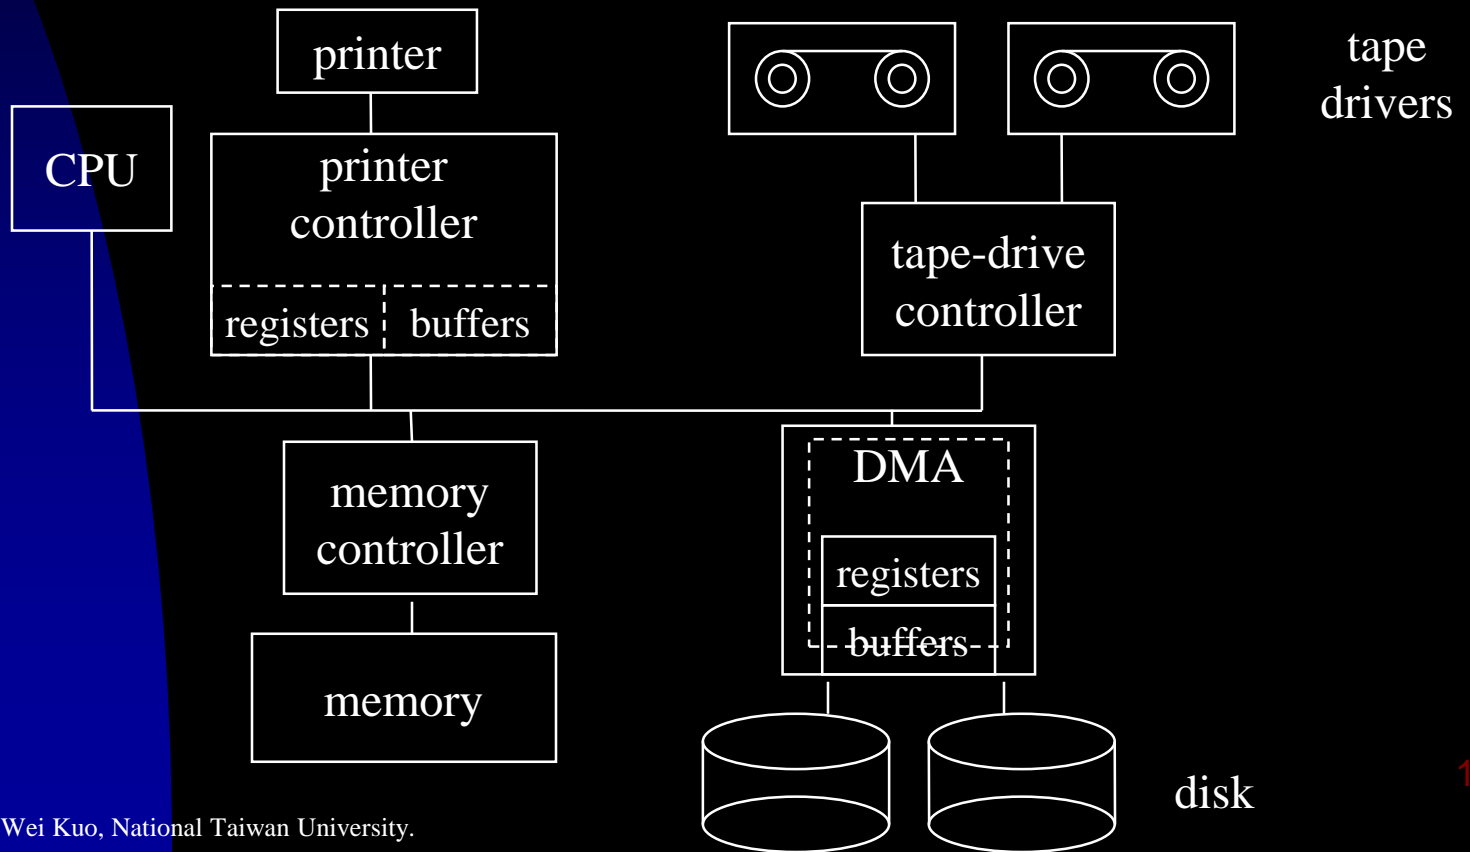 printer
tape
drivers
CPU
printer
controller
registers
buffers
tape-drive
controller
memory
controller
DMA
registers
buffers
memory
disk
1
Wei Kuo, National Taiwan University.